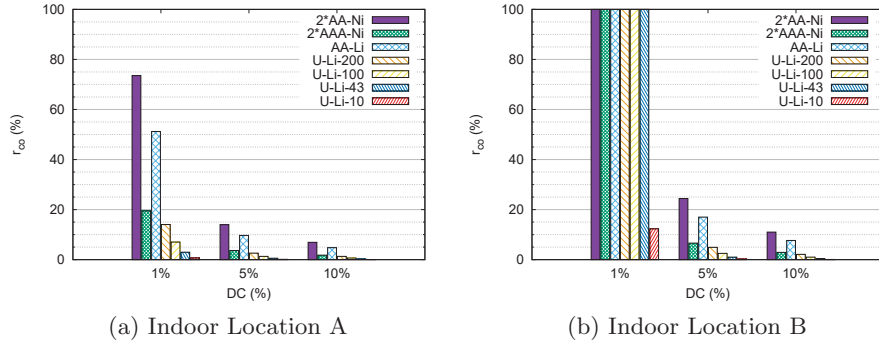 100
80
60
40
20
0
r_co (%)
2*AA-Ni
2*AAA-Ni
AA-Li
U-Li-200
U-Li-100
U-Li-43
U-Li-10
1% 5% 10%
DC (%)
(a) Indoor Location A
100
80
60
40
20
0
r_co (%)
2*AA-Ni
2*AAA-Ni
AA-Li
U-Li-200
U-Li-100
U-Li-43
U-Li-10
1% 5% 10%
DC (%)
(b) Indoor Location B